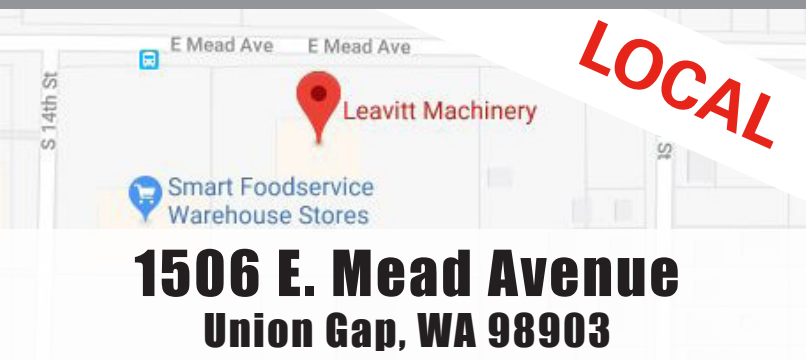 E Mead Ave E Mead Ave
LOCAL
S 14th St
Leavitt Machinery
St
Smart Foodservice
Warehouse Stores
1506 E. Mead Avenue
Union Gap, WA 98903